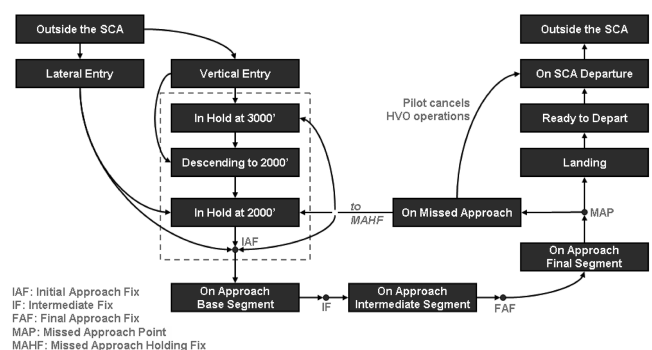 Outside the SCA
Lateral Entry
Vertical Entry
In Hold at 3000'
Descending to 2000'
In Hold at 2000'
IAF
On Approach
Base Segment
IF
On Approach
Intermediate Segment
FAF
On Approach
Final Segment
MAP
On Missed Approach
to
MAHF
Pilot cancels
HVO operations
Landing
Ready to Depart
On SCA Departure
Outside the SCA
IAF: Initial Approach Fix
IF: Intermediate Fix
FAF: Final Approach Fix
MAP: Missed Approach Point
MAHF: Missed Approach Holding Fix